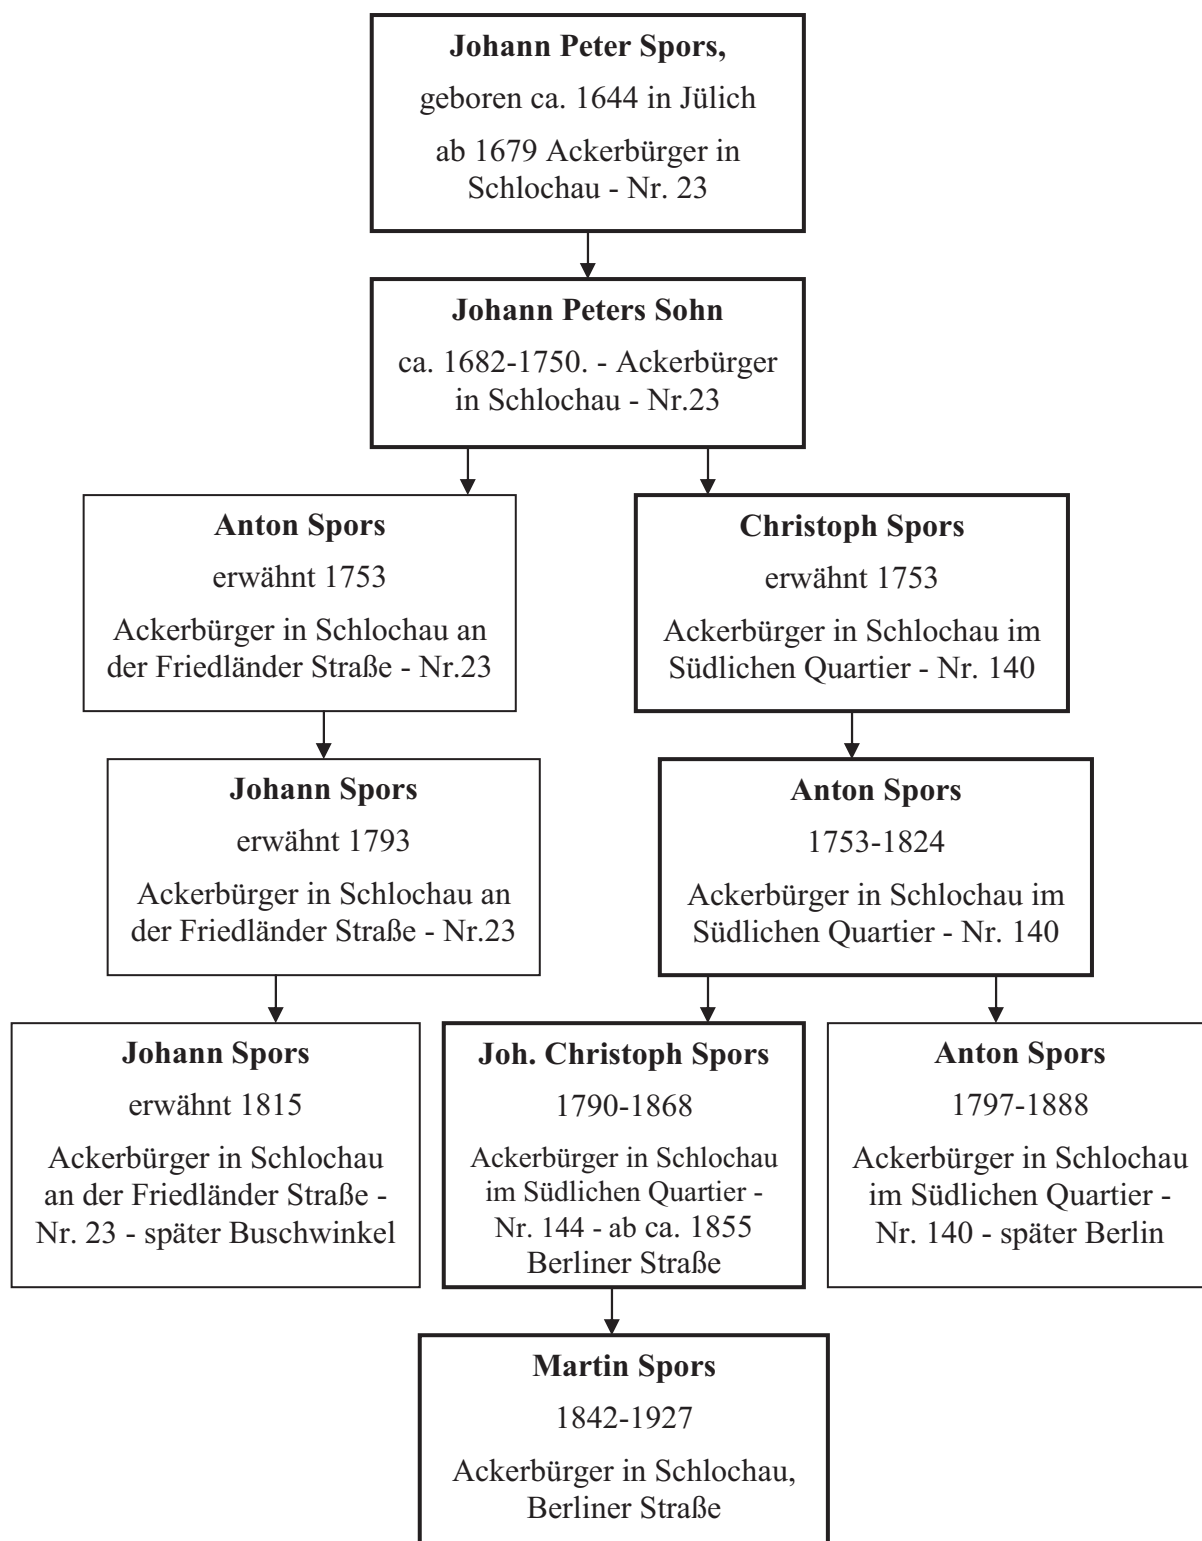 Johann Peter Spors,
geboren ca. 1644 in Jülich
ab 1679 Ackerbürger in
Schlochau - Nr. 23
Johann Peters Sohn
ca. 1682-1750. - Ackerbürger
in Schlochau - Nr.23
Anton Spors
erwähnt 1753
Ackerbürger in Schlochau an
der Friedländer Straße - Nr.23
Christoph Spors
erwähnt 1753
Ackerbürger in Schlochau im
Südlichen Quartier - Nr. 140
Johann Spors
erwähnt 1793
Ackerbürger in Schlochau an
der Friedländer Straße - Nr.23
Anton Spors
1753-1824
Ackerbürger in Schlochau im
Südlichen Quartier - Nr. 140
Johann Spors
erwähnt 1815
Ackerbürger in Schlochau
an der Friedländer Straße -
Nr. 23 - später Buschwinkel
Joh. Christoph Spors
1790-1868
Ackerbürger in Schlochau
im Südlichen Quartier -
Nr. 144 - ab ca. 1855
Berliner Straße
Anton Spors
1797-1888
Ackerbürger in Schlochau
im Südlichen Quartier -
Nr. 140 - später Berlin
Martin Spors
1842-1927
Ackerbürger in Schlochau,
Berliner Straße